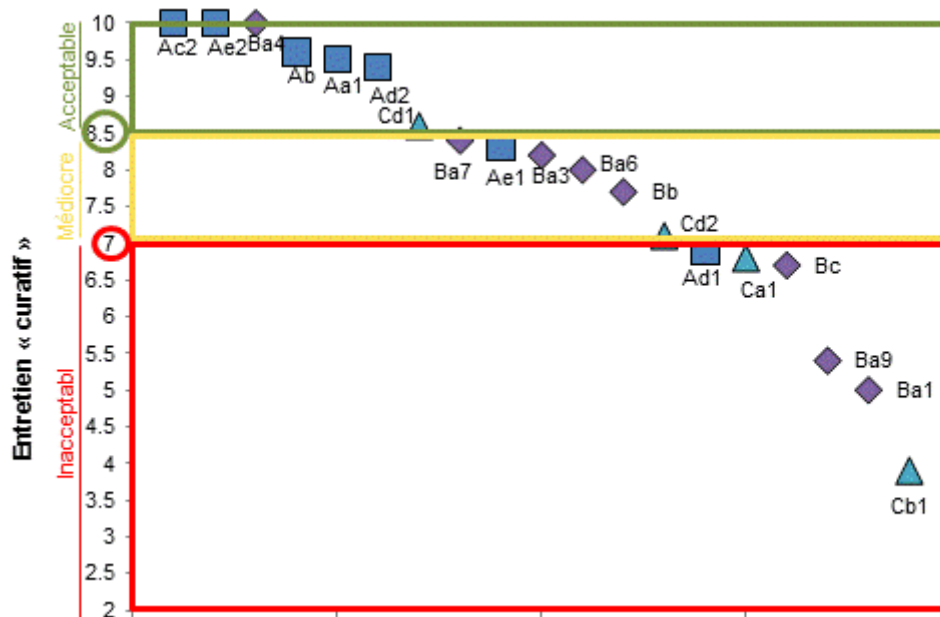 Entretien « curatif »
Acceptable
Médiocre
Inacceptabl
10
9.5
9
8.5
8
7.5
7
6.5
6
5.5
5
4.5
4
3.5
3
2.5
2
Ac2
Ae2
Ba4
Ab
Aa1
Ad2
Cd1
Ba7
Ae1
Ba3
Ba6
Bb
Cd2
Ad1
Ca1
Bc
Ba9
Ba1
Cb1